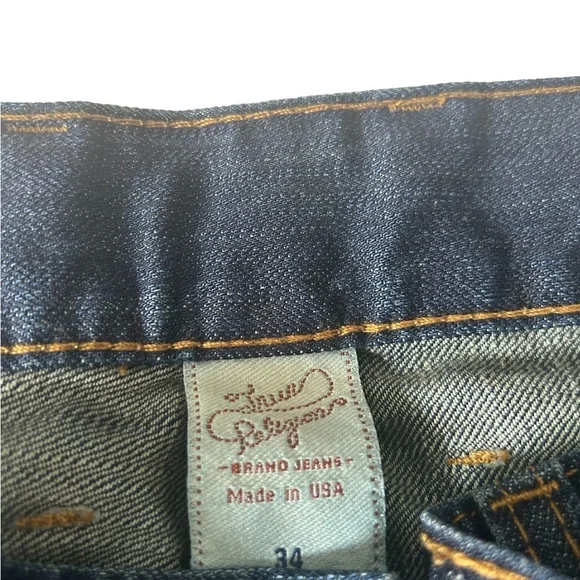 True
Religion
-BRAND JEANS-
Made in USA
34